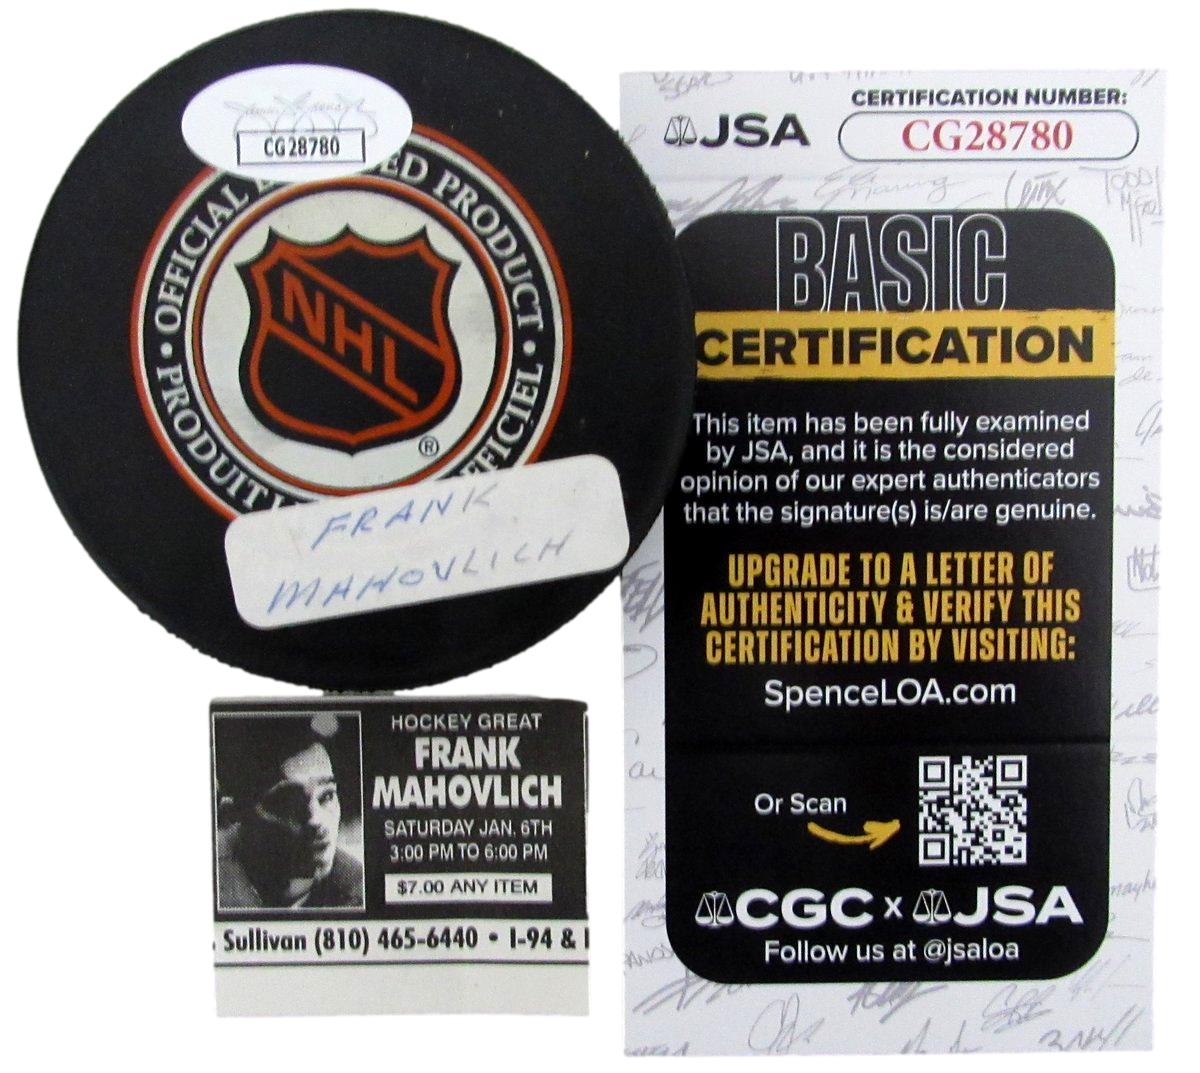 CG28780
• OFFICIAL
ED PRODUCT •
NHL
®
• PRODUIT
FFICIEL
FRANK
MAHOVLICH
HOCKEY GREAT
FRANK
MAHOVLICH
SATURDAY JAN. 6TH
3:00 PM TO 6:00 PM
$7.00 ANY ITEM
Sullivan (810) 465-6440 • I-94 &
JSA
CERTIFICATION NUMBER:
CG28780
BASIC
CERTIFICATION
This item has been fully examined
by JSA, and it is the considered
opinion of our expert authenticators
that the signature(s) is/are genuine.
UPGRADE TO A LETTER OF
AUTHENTICITY & VERIFY THIS
CERTIFICATION BY VISITING:
SpenceLOA.com
Or Scan
CGC x JSA
Follow us at @jsaloa